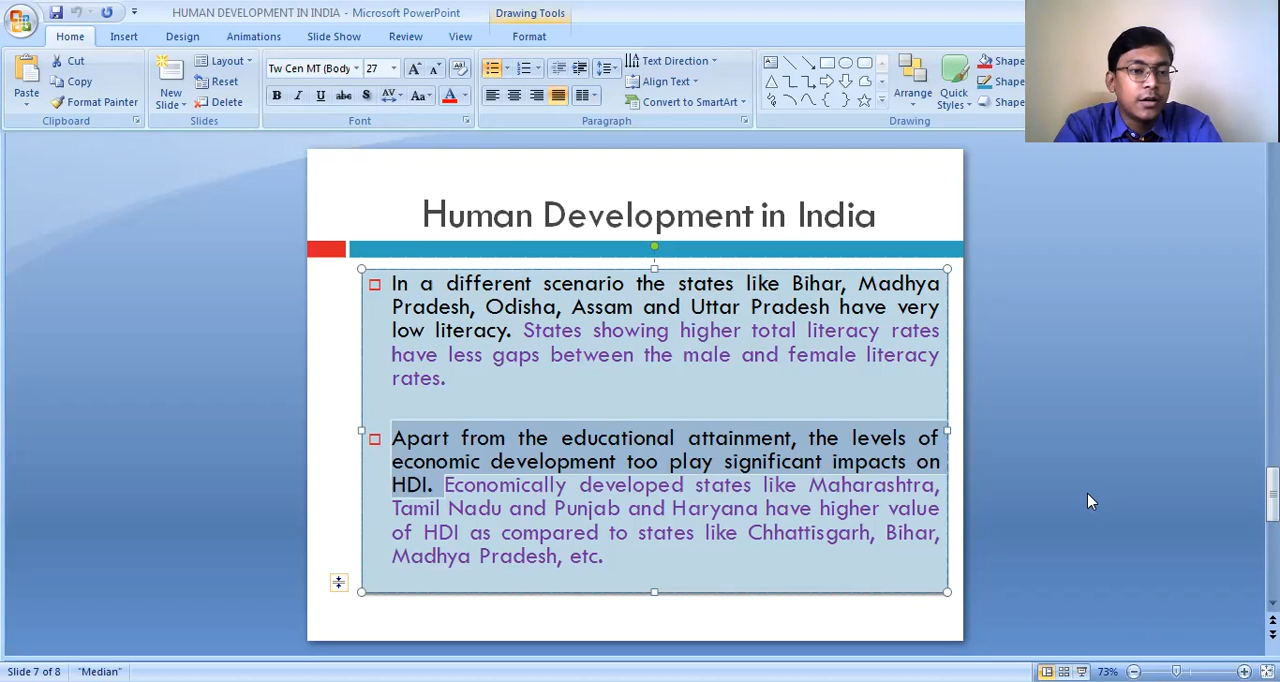 HUMAN DEVELOPMENT IN INDIA - Microsoft PowerPoint
Drawing Tools
Home Insert Design Animations Slide Show Review View Format
Paste
Cut
Copy
Format Painter
Clipboard
New Slide
Layout
Reset
Delete
Slides
Tw Cen MT (Body 27
B I U abc S AV Aa A
Font
Text Direction
Align Text
Convert to SmartArt
Paragraph
Arrange
Quick Styles
Shape
Shape
Shape
Drawing
Human Development in India
In a different scenario the states like Bihar, Madhya
Pradesh, Odisha, Assam and Uttar Pradesh have very
low literacy. States showing higher total literacy rates
have less gaps between the male and female literacy
rates.
Apart from the educational attainment, the levels of
economic development too play significant impacts on
HDI. Economically developed states like Maharashtra,
Tamil Nadu and Punjab and Haryana have higher value
of HDI as compared to states like Chhattisgarh, Bihar,
Madhya Pradesh, etc.
Slide 7 of 8 "Median" 73%